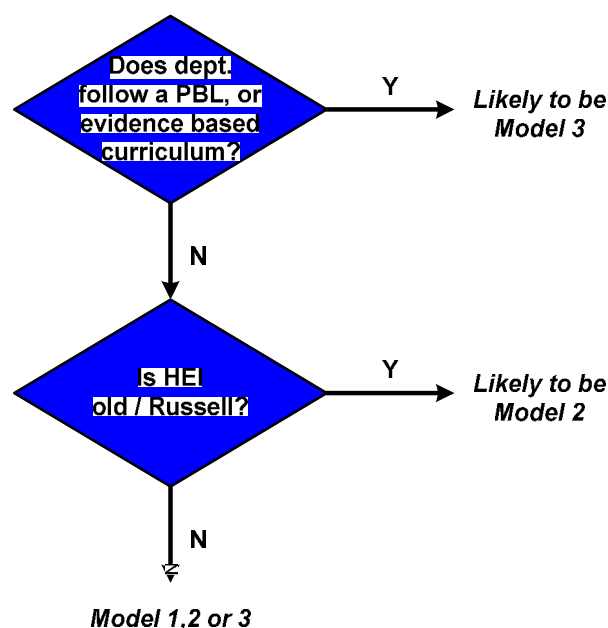 Does dept.
follow a PBL, or
evidence based
curriculum?
Y
Likely to be
Model 3
N
Is HEI
old / Russell?
Y
Likely to be
Model 2
N
N
Model 1,2 or 3